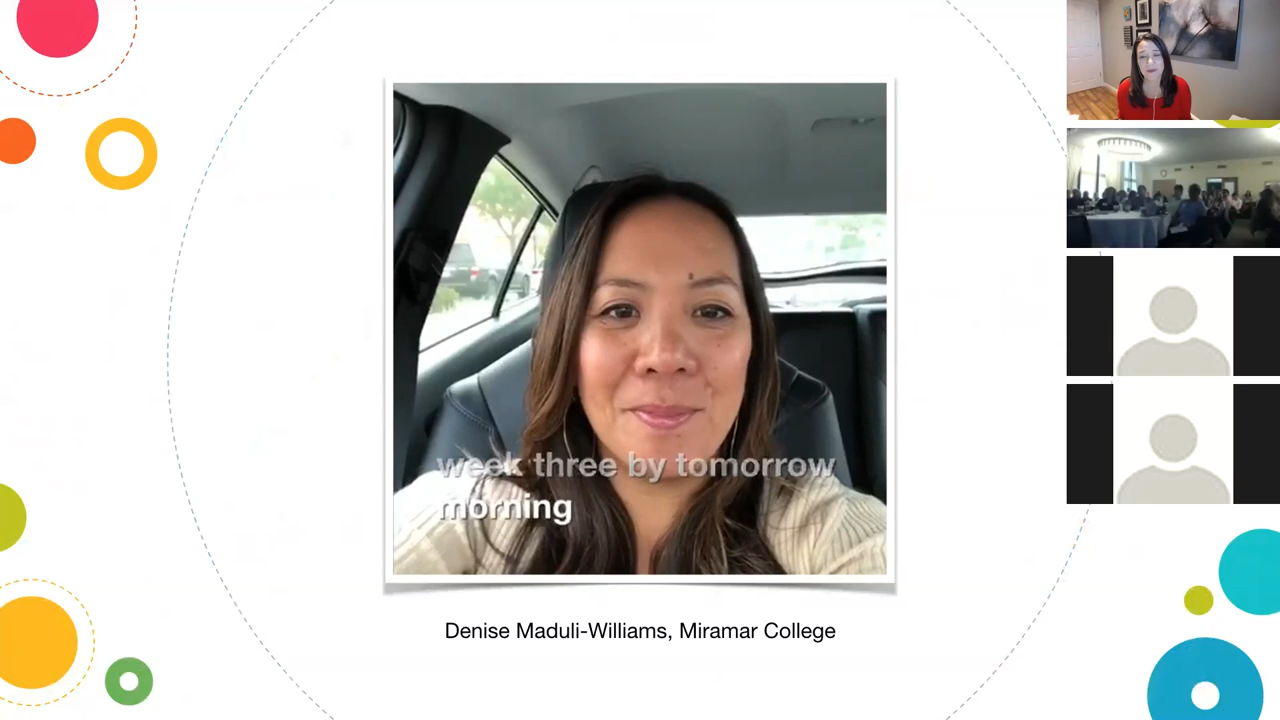 week three by tomorrow
morning
Denise Maduli-Williams, Miramar College